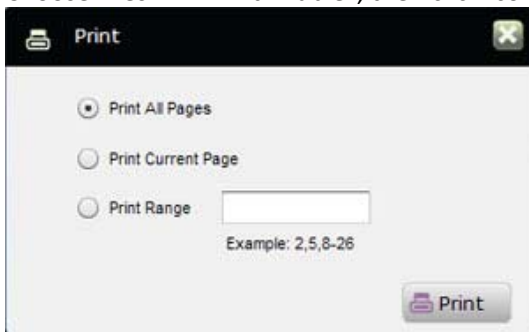 Print
Print All Pages
Print Current Page
Print Range
Example: 2,5,8-26
Print